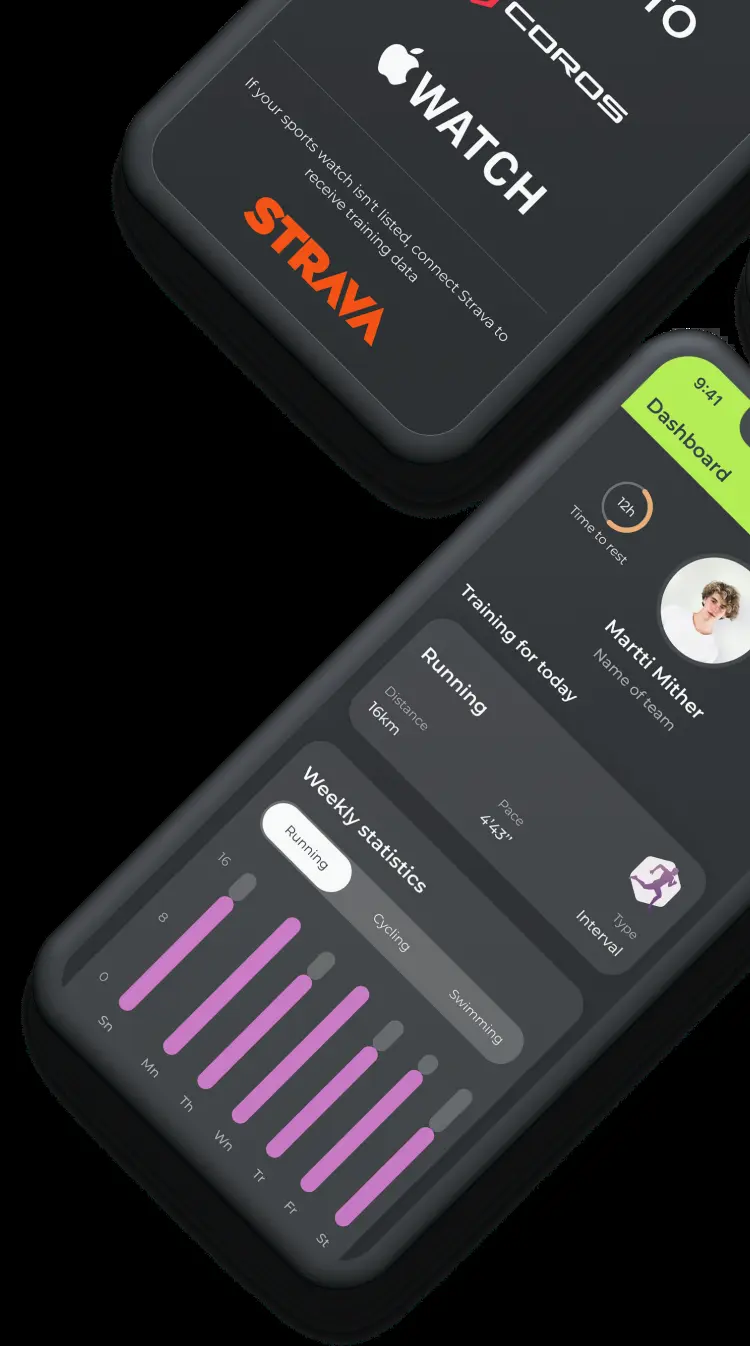 TO
COROS
WATCH
If your sports watch isn't listed, connect Strava to
receive training data
STRAVA
9:41
Dashboard
12h
Time to rest
Martti Mither
Name of team
Training for today
Running
Distance
16km
Pace
4'43''
Type
Interval
Weekly statistics
Running
Cycling
Swimming
16
8
0
Sn
Mn
Th
Wn
Tr
Fr
St